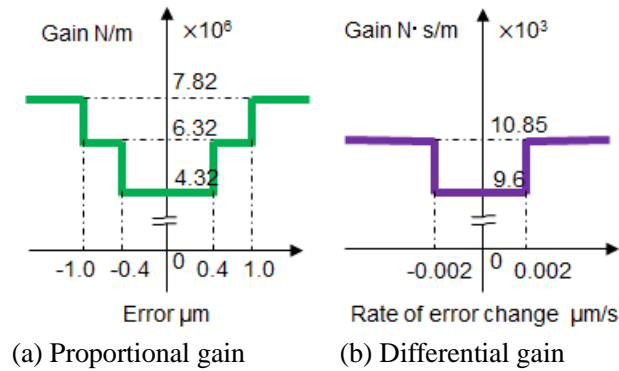 Gain N/m
×10⁶
7.82
6.32
4.32
-1.0
-0.4
0
0.4
1.0
Error μm
(a) Proportional gain
Gain N· s/m
×10³
10.85
9.6
-0.002
0
0.002
Rate of error change μm/s
(b) Differential gain